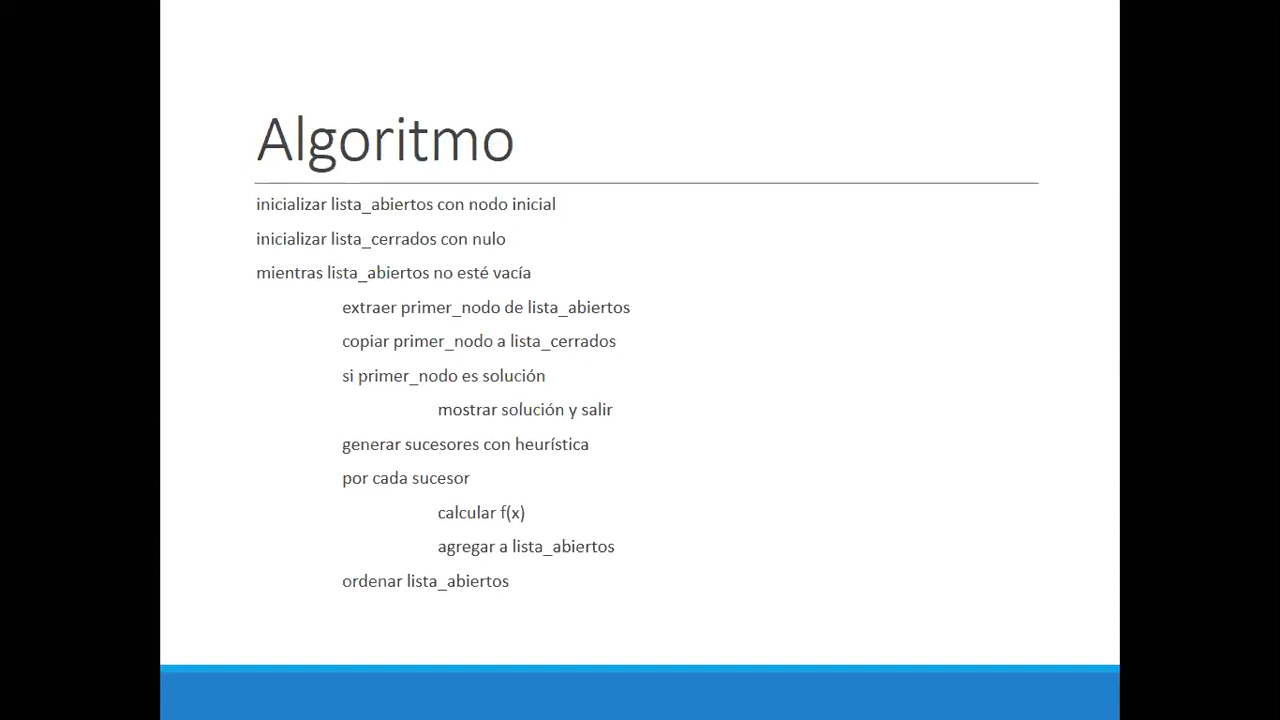 Algoritmo
inicializar lista_abiertos con nodo inicial
inicializar lista_cerrados con nulo
mientras lista_abiertos no esté vacía
extraer primer_nodo de lista_abiertos
copiar primer_nodo a lista_cerrados
si primer_nodo es solución
mostrar solución y salir
generar sucesores con heurística
por cada sucesor
calcular f(x)
agregar a lista_abiertos
ordenar lista_abiertos